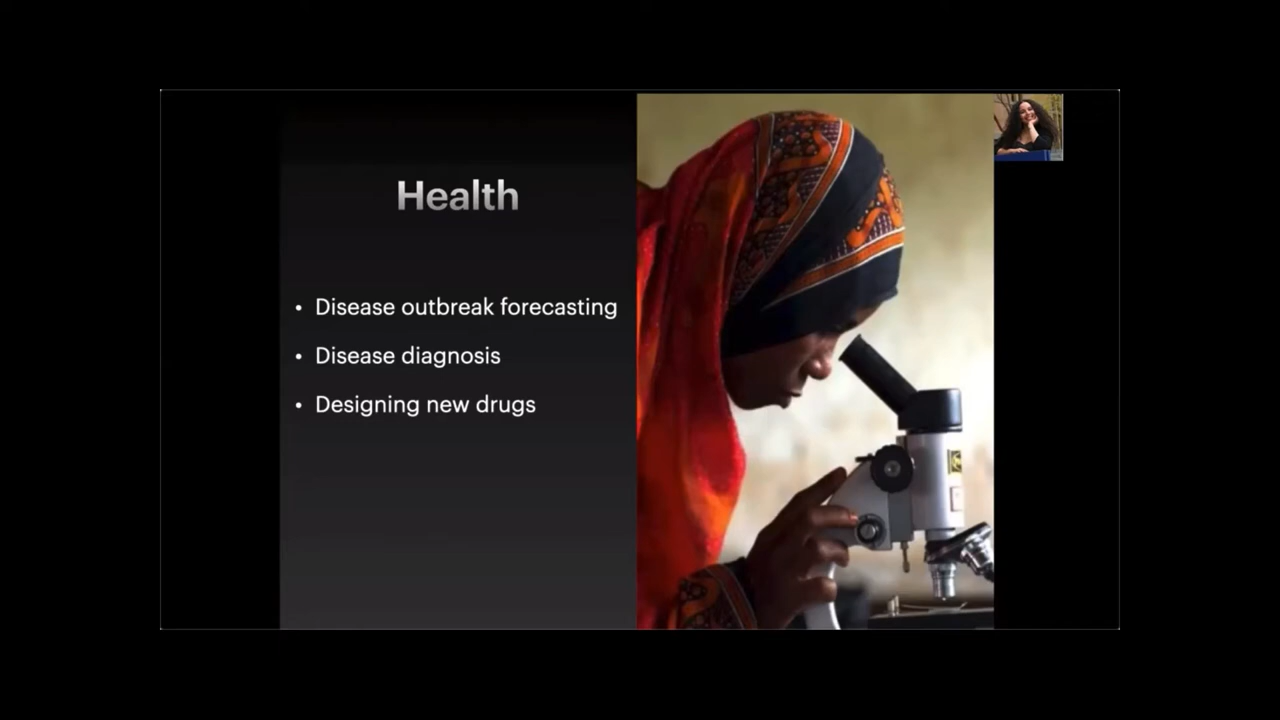 Health
• Disease outbreak forecasting
• Disease diagnosis
• Designing new drugs